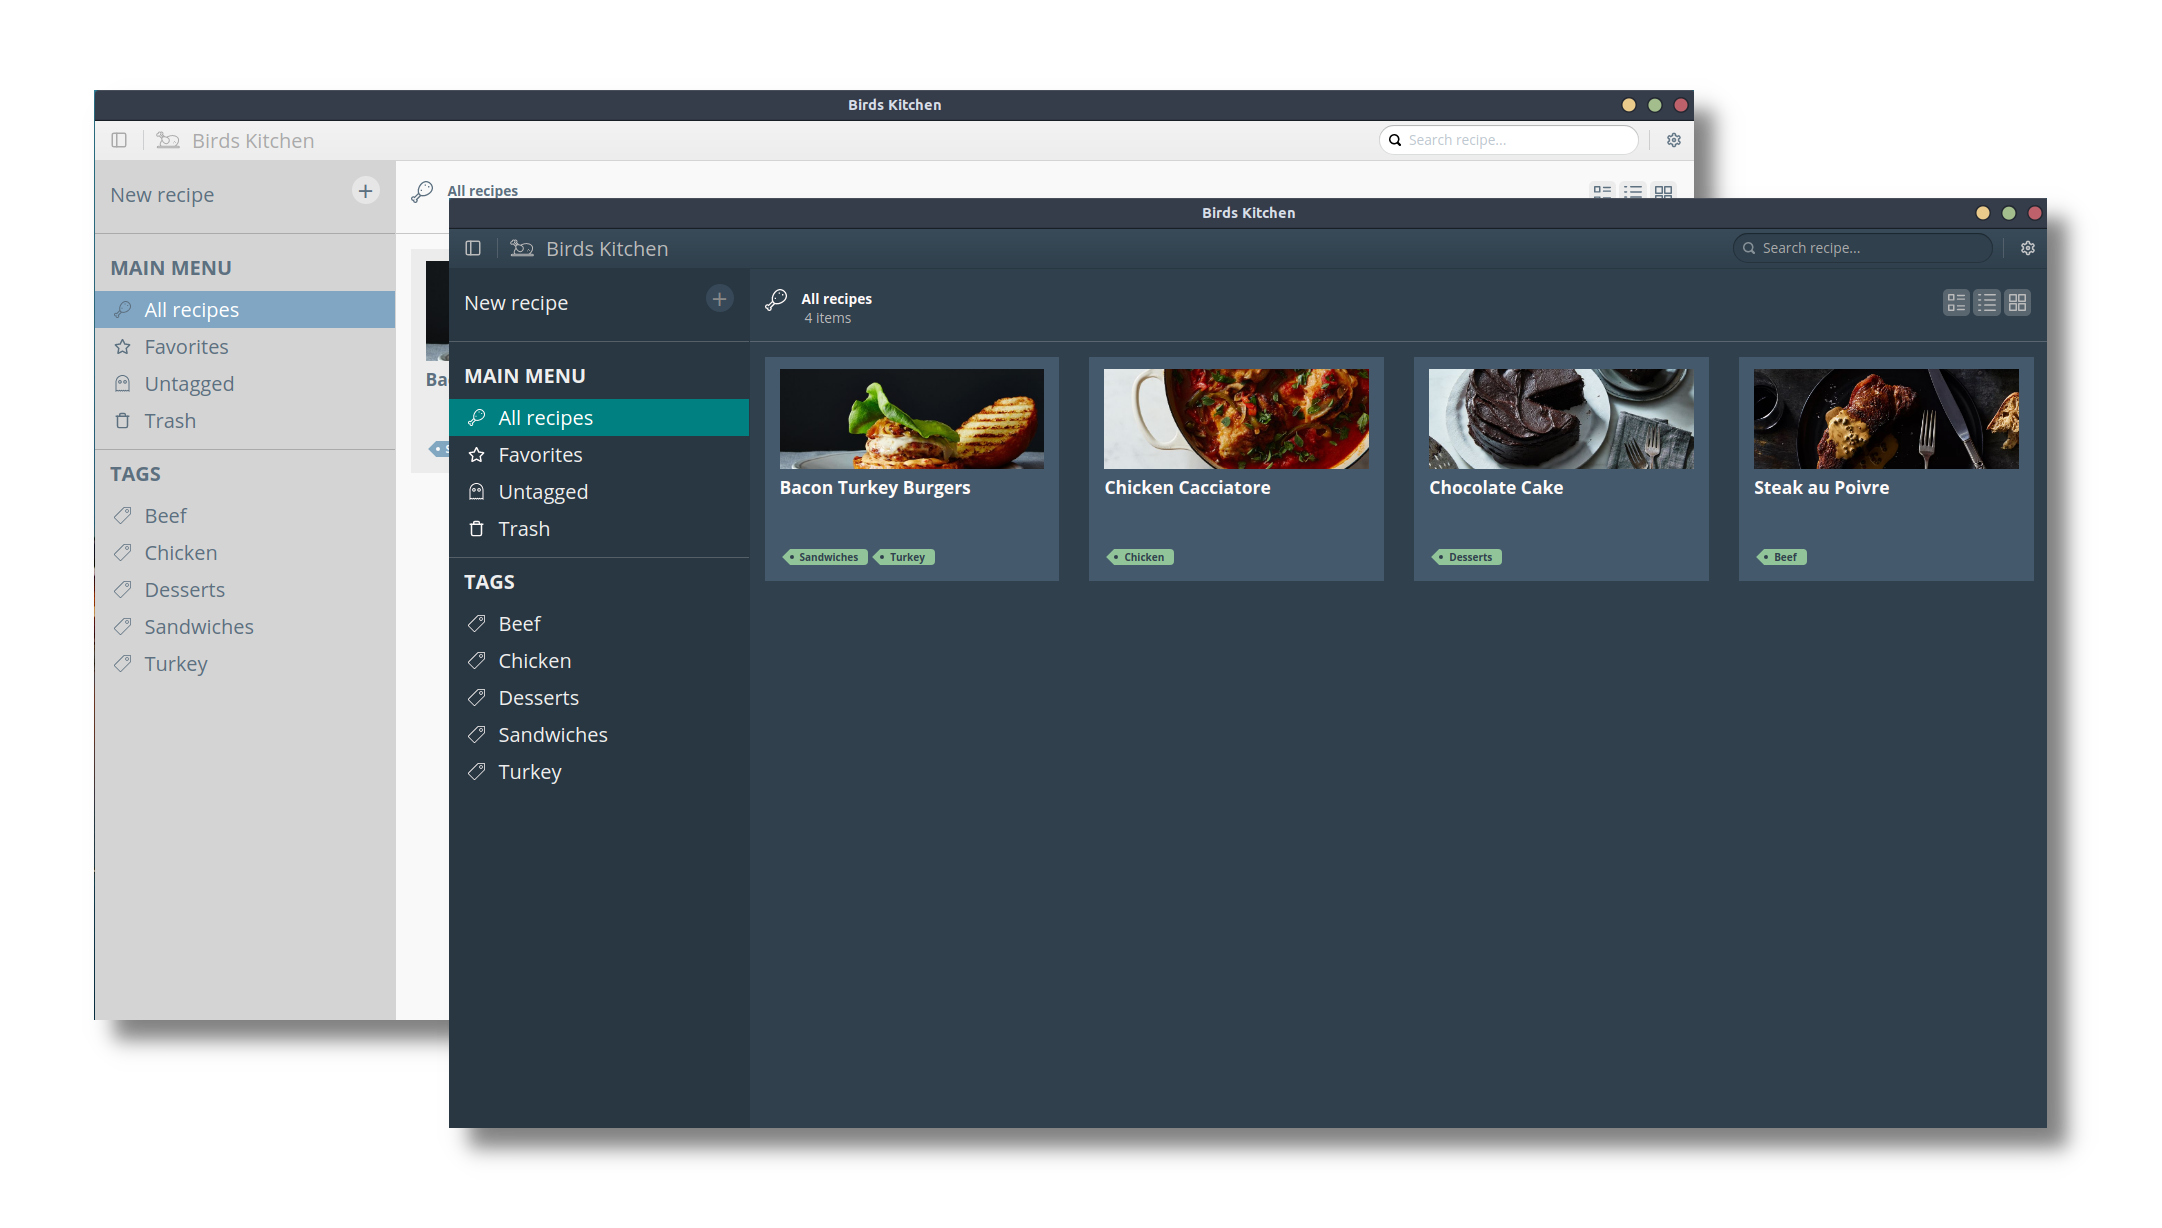 Birds Kitchen
Birds Kitchen
Search recipe...
New recipe
All recipes
MAIN MENU
All recipes
Favorites
Untagged
Trash
TAGS
Beef
Chicken
Desserts
Sandwiches
Turkey
Ba
Birds Kitchen
Birds Kitchen
Search recipe...
New recipe
All recipes
4 items
MAIN MENU
All recipes
Favorites
Untagged
Trash
TAGS
Beef
Chicken
Desserts
Sandwiches
Turkey
Bacon Turkey Burgers
Sandwiches Turkey
Chicken Cacciatore
Chicken
Chocolate Cake
Desserts
Steak au Poivre
Beef